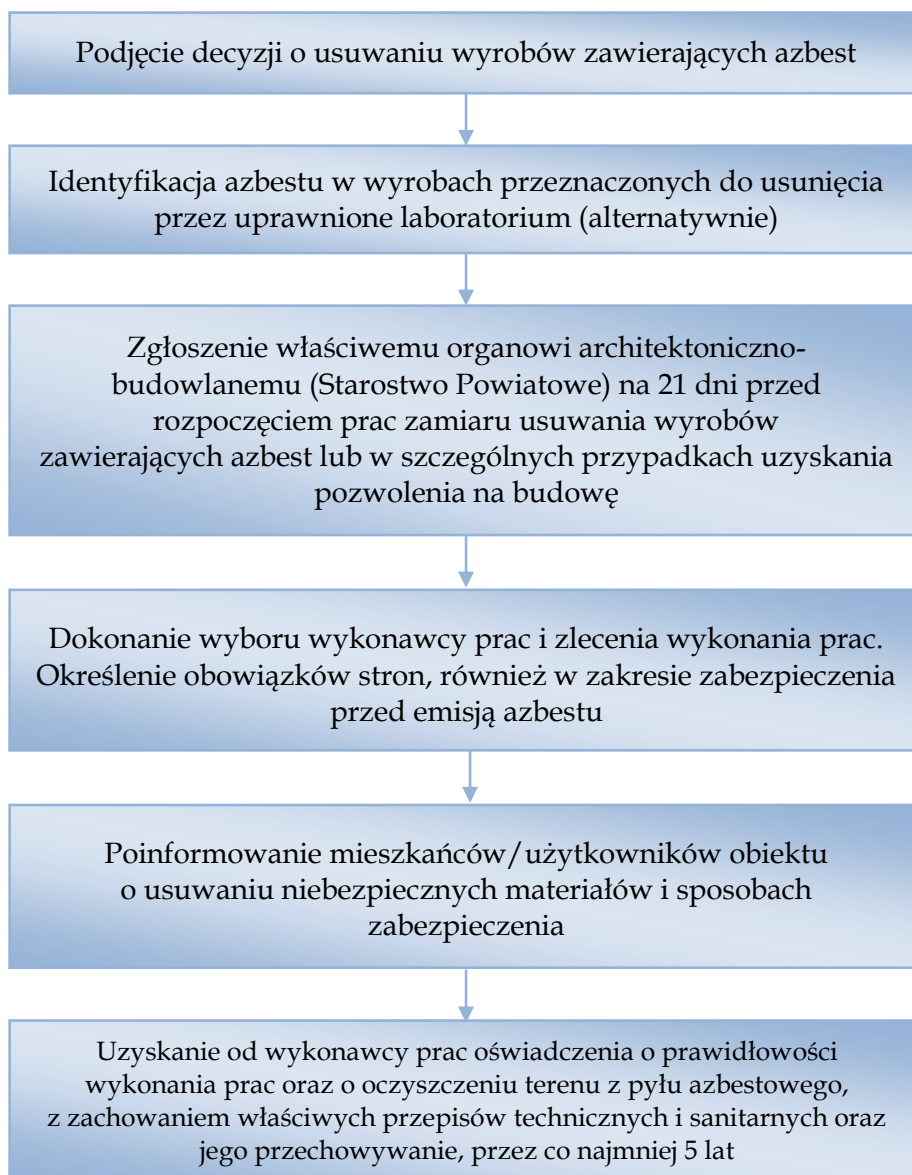 Podjęcie decyzji o usuwaniu wyrobów zawierających azbest
Identyfikacja azbestu w wyrobach przeznaczonych do usunięcia
przez uprawnione laboratorium (alternatywnie)
Zgłoszenie właściwemu organowi architektoniczno-
budowlanemu (Starostwo Powiatowe) na 21 dni przed
rozpoczęciem prac zamiaru usuwania wyrobów
zawierających azbest lub w szczególnych przypadkach uzyskania
pozwolenia na budowę
Dokonanie wyboru wykonawcy prac i zlecenia wykonania prac.
Określenie obowiązków stron, również w zakresie zabezpieczenia
przed emisją azbestu
Poinformowanie mieszkańców/użytkowników obiektu
o usuwaniu niebezpiecznych materiałów i sposobach
zabezpieczenia
Uzyskanie od wykonawcy prac oświadczenia o prawidłowości
wykonania prac oraz o oczyszczeniu terenu z pyłu azbestowego,
z zachowaniem właściwych przepisów technicznych i sanitarnych oraz
jego przechowywanie, przez co najmniej 5 lat